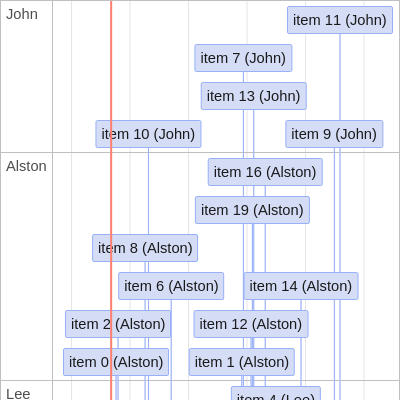 John
item 11 (John)
item 7 (John)
item 13 (John)
item 10 (John)
item 9 (John)
Alston
item 16 (Alston)
item 19 (Alston)
item 8 (Alston)
item 6 (Alston)
item 14 (Alston)
item 2 (Alston)
item 12 (Alston)
item 0 (Alston)
item 1 (Alston)
Lee
item 4 (Lee)